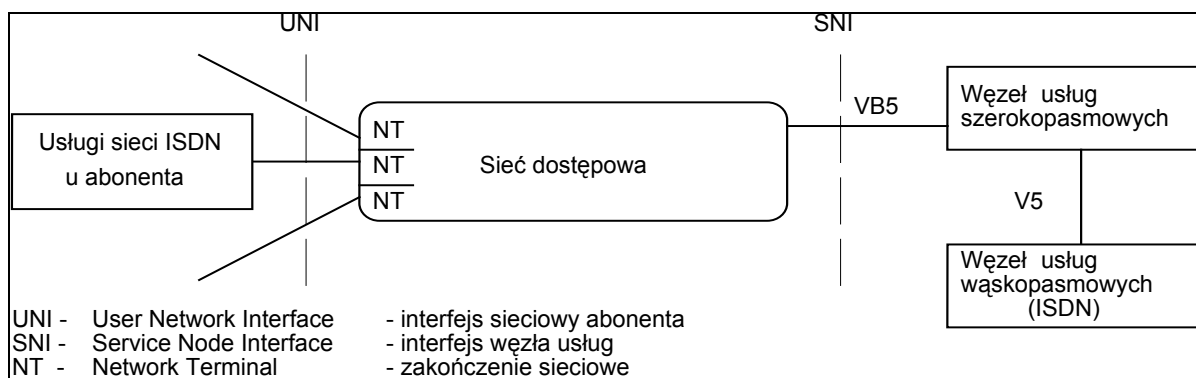 UNI SNI
Usługi sieci ISDN
u abonenta
NT
NT
NT
Sieć dostępowa
VB5
Węzeł usług
szerokopasmowych
V5
Węzeł usług
wąskopasmowych
(ISDN)
UNI - User Network Interface - interfejs sieciowy abonenta
SNI - Service Node Interface - interfejs węzła usług
NT - Network Terminal - zakończenie sieciowe